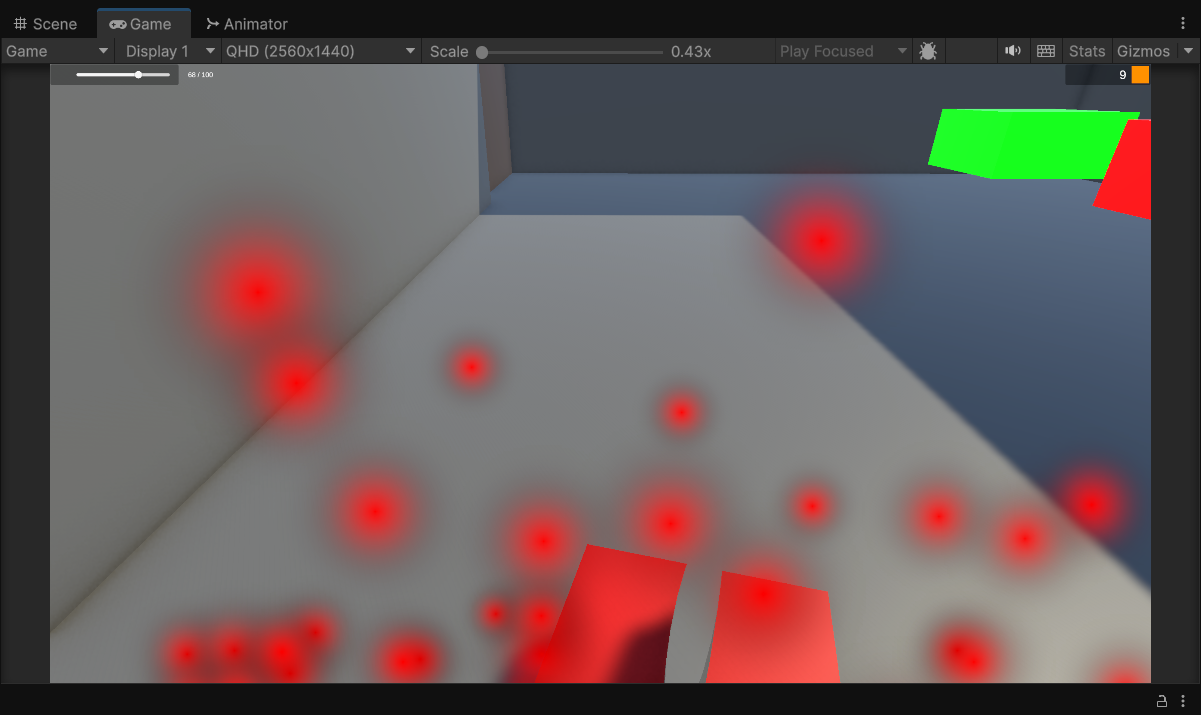 Scene Game Animator
Game Display 1 QHD (2560x1440) Scale 0.43x Play Focused Stats Gizmos
68 / 100
9